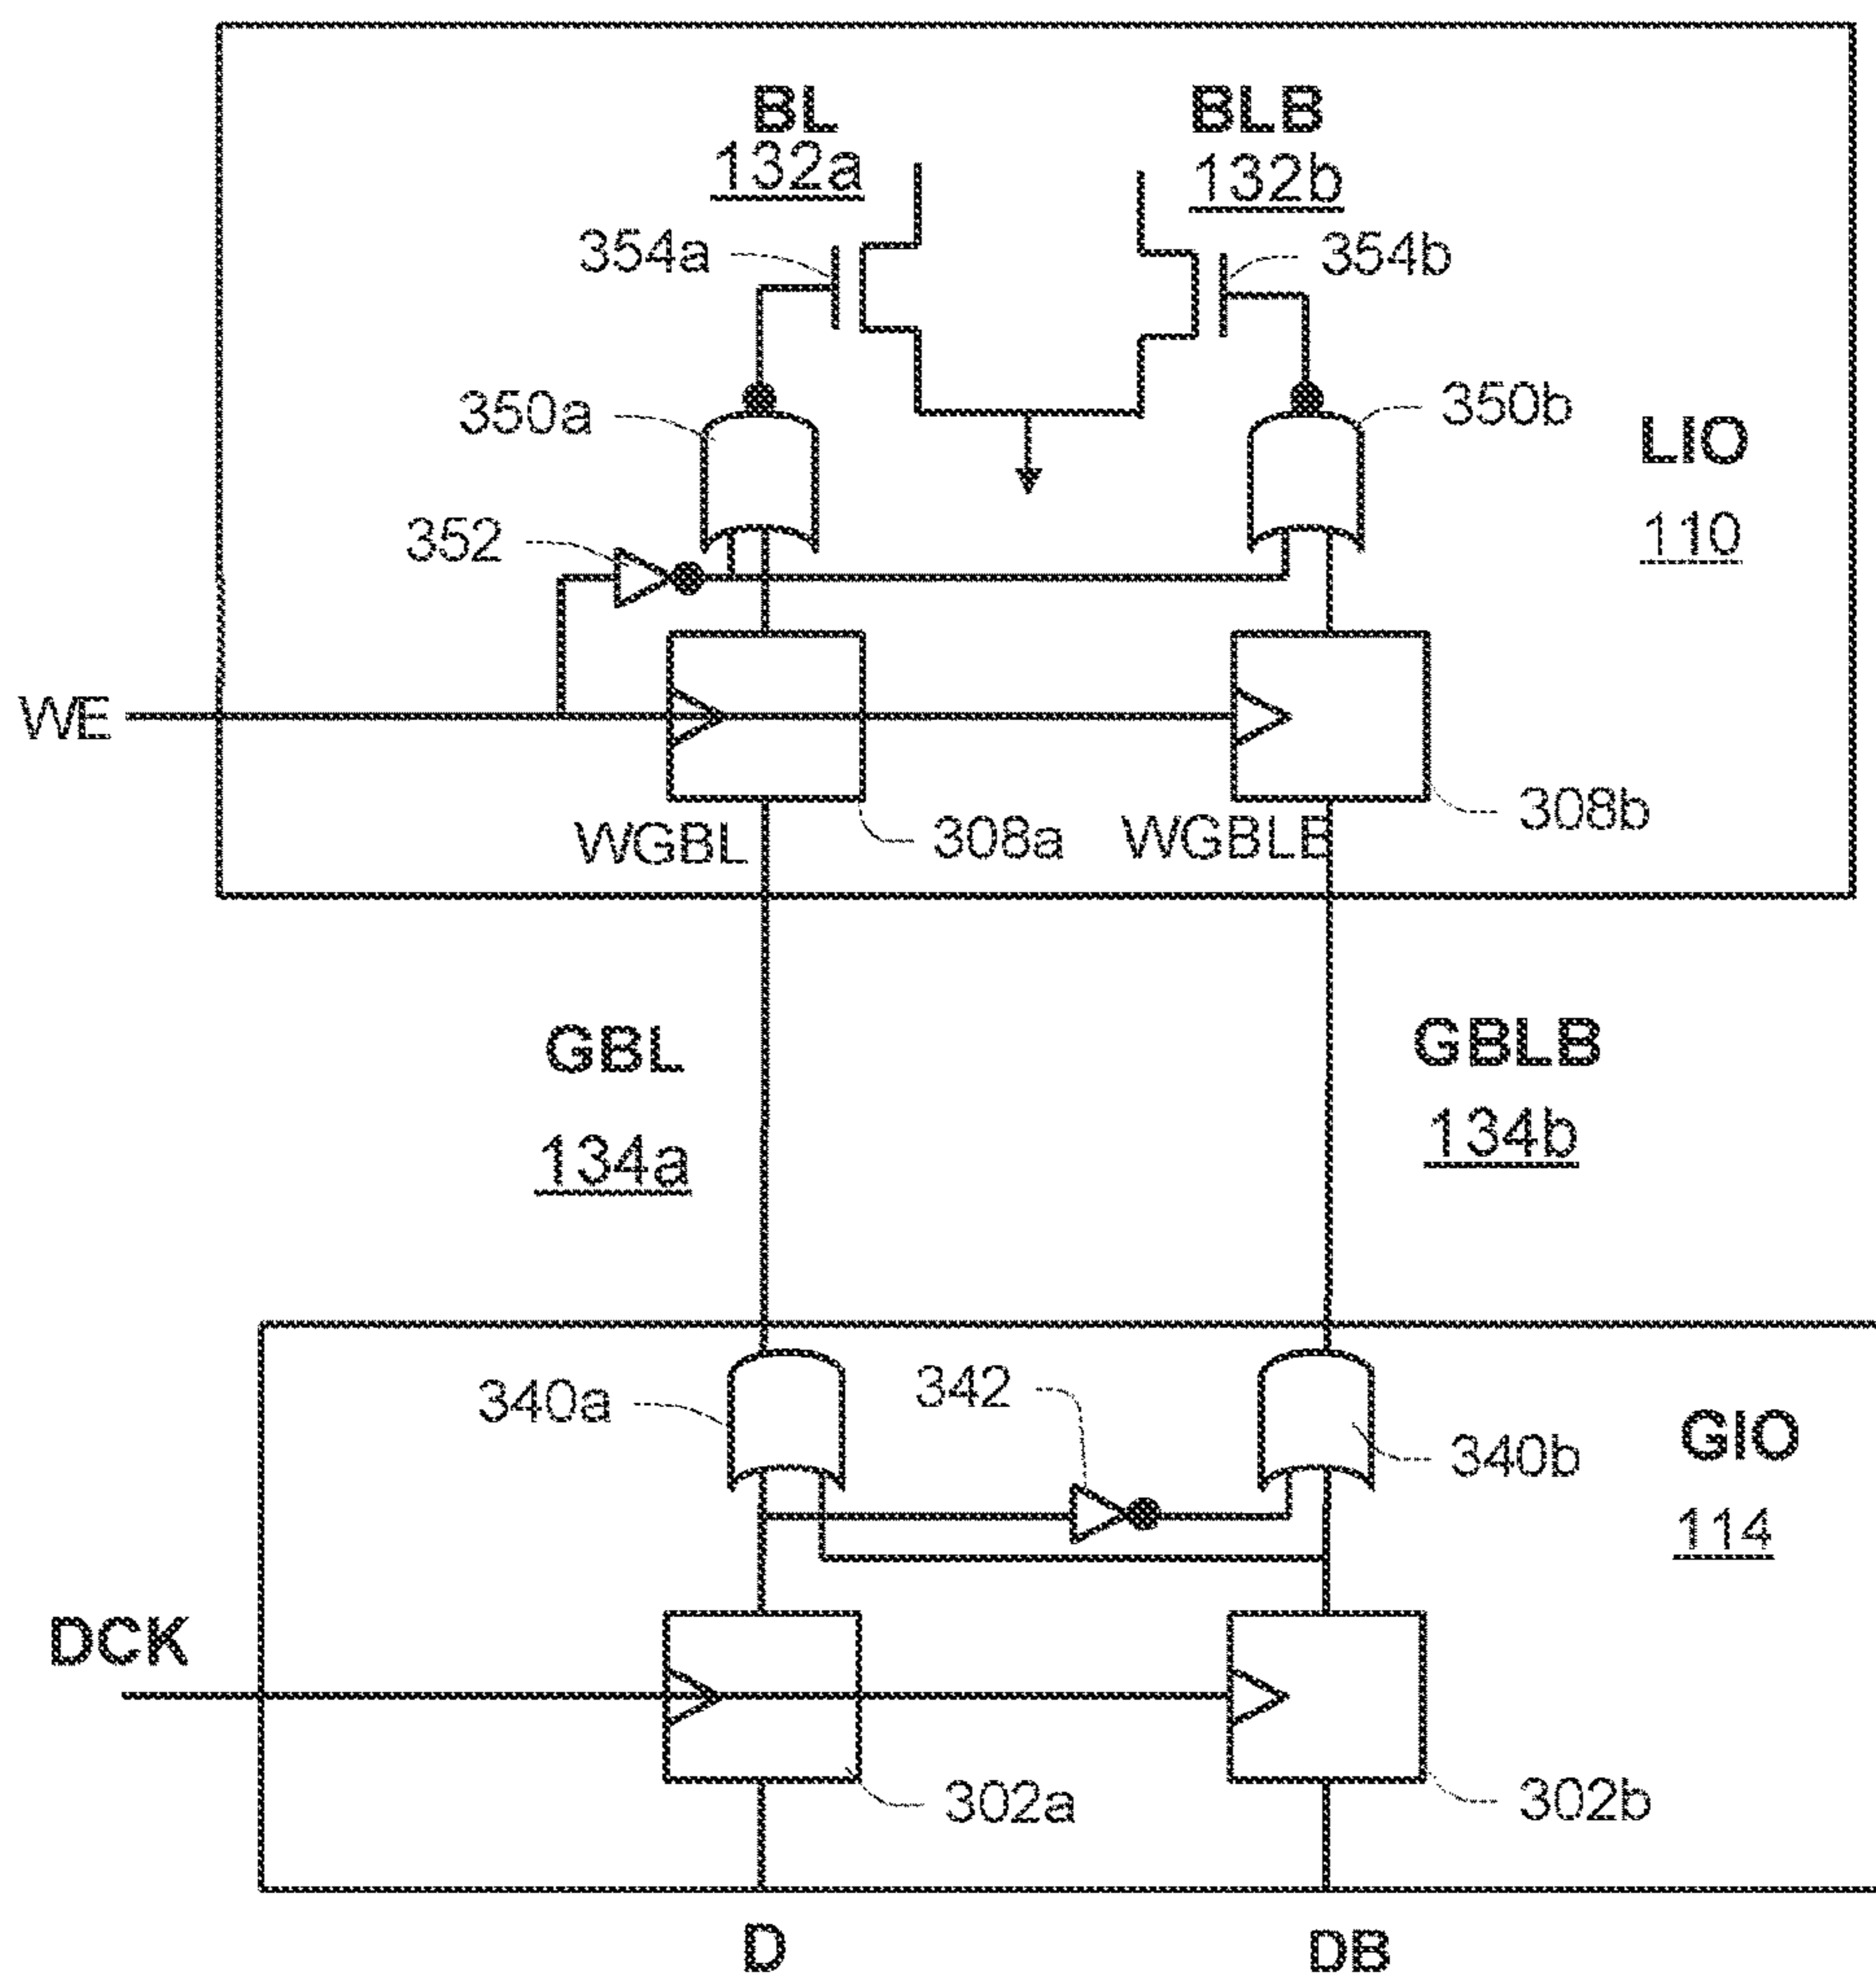 BL
132a
BLB
132b
354a
354b
350a
350b
LIO
110
352
WE
308a
308b
WGBL
WGBLB
GBL
134a
GBLB
134b
340a
342
340b
GIO
114
DCK
302a
302b
D
DB